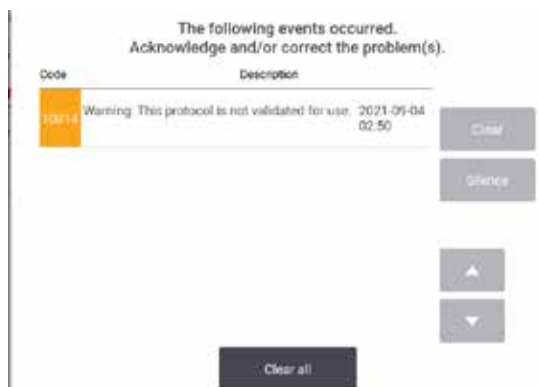 The following events occurred.
Acknowledge and/or correct the problem(s).
Code Description
Warning: This protocol is not validated for use. 2021-05-04
02:50
Clear
Silence
Clear all